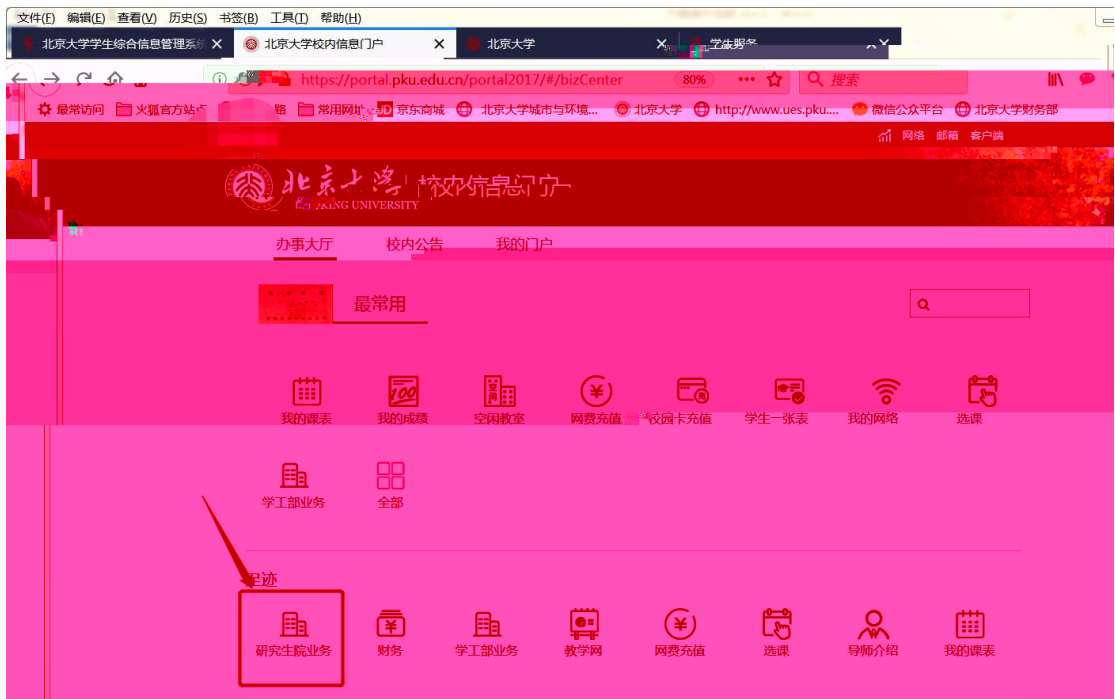 文件(F) 编辑(E) 查看(V) 历史(S) 书签(B) 工具(T) 帮助(H)
北京大学学生综合信息管理系统 北京大学校内信息门户 北京大学
https://portal.pku.edu.cn/portal2017/#/bizCenter 80% 搜索
最常访问 火狐官方站点 常用网址 JD 京东商城 北京大学城市与环境... 北京大学 http://www.ues.pku.... 微信公众平台 北京大学财务部
网络 邮箱 客户端
北京大学 校内信息门户
PEKING UNIVERSITY
办事大厅 校内公告 我的门户
最常用
我的课表 我的成绩 空闲教室 网费充值 校园卡充值 学生一张表 我的网络 选课
学工部业务 全部
足迹
研究生院业务 财务 学工部业务 教学网 网费充值 选课 导师介绍 我的课表